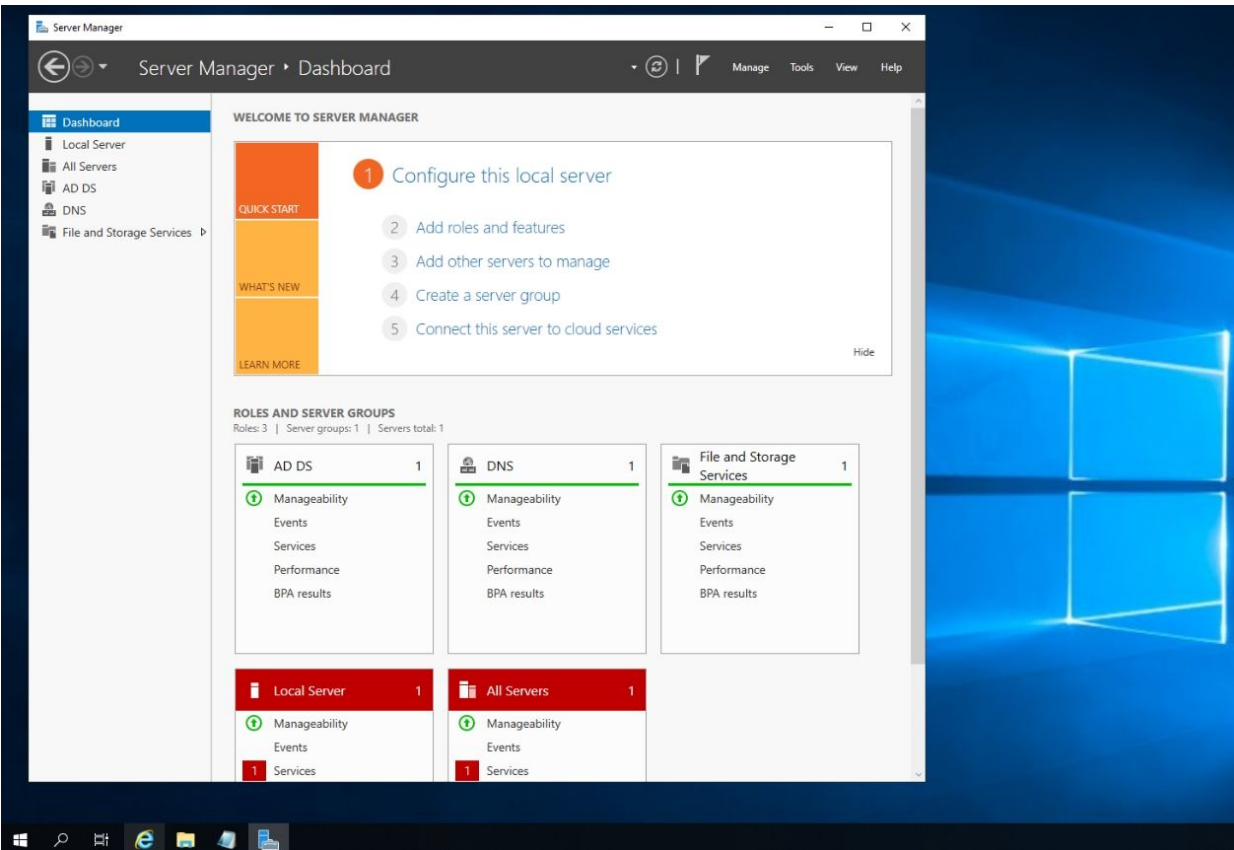 Server Manager
Server Manager ‣ Dashboard
Manage Tools View Help
Dashboard
Local Server
All Servers
AD DS
DNS
File and Storage Services
WELCOME TO SERVER MANAGER
QUICK START
WHAT'S NEW
LEARN MORE
1 Configure this local server
2 Add roles and features
3 Add other servers to manage
4 Create a server group
5 Connect this server to cloud services
Hide
ROLES AND SERVER GROUPS
Roles: 3 | Server groups: 1 | Servers total: 1
AD DS 1
Manageability
Events
Services
Performance
BPA results
DNS 1
Manageability
Events
Services
Performance
BPA results
File and Storage
Services 1
Manageability
Events
Services
Performance
BPA results
Local Server 1
Manageability
Events
1 Services
All Servers 1
Manageability
Events
1 Services